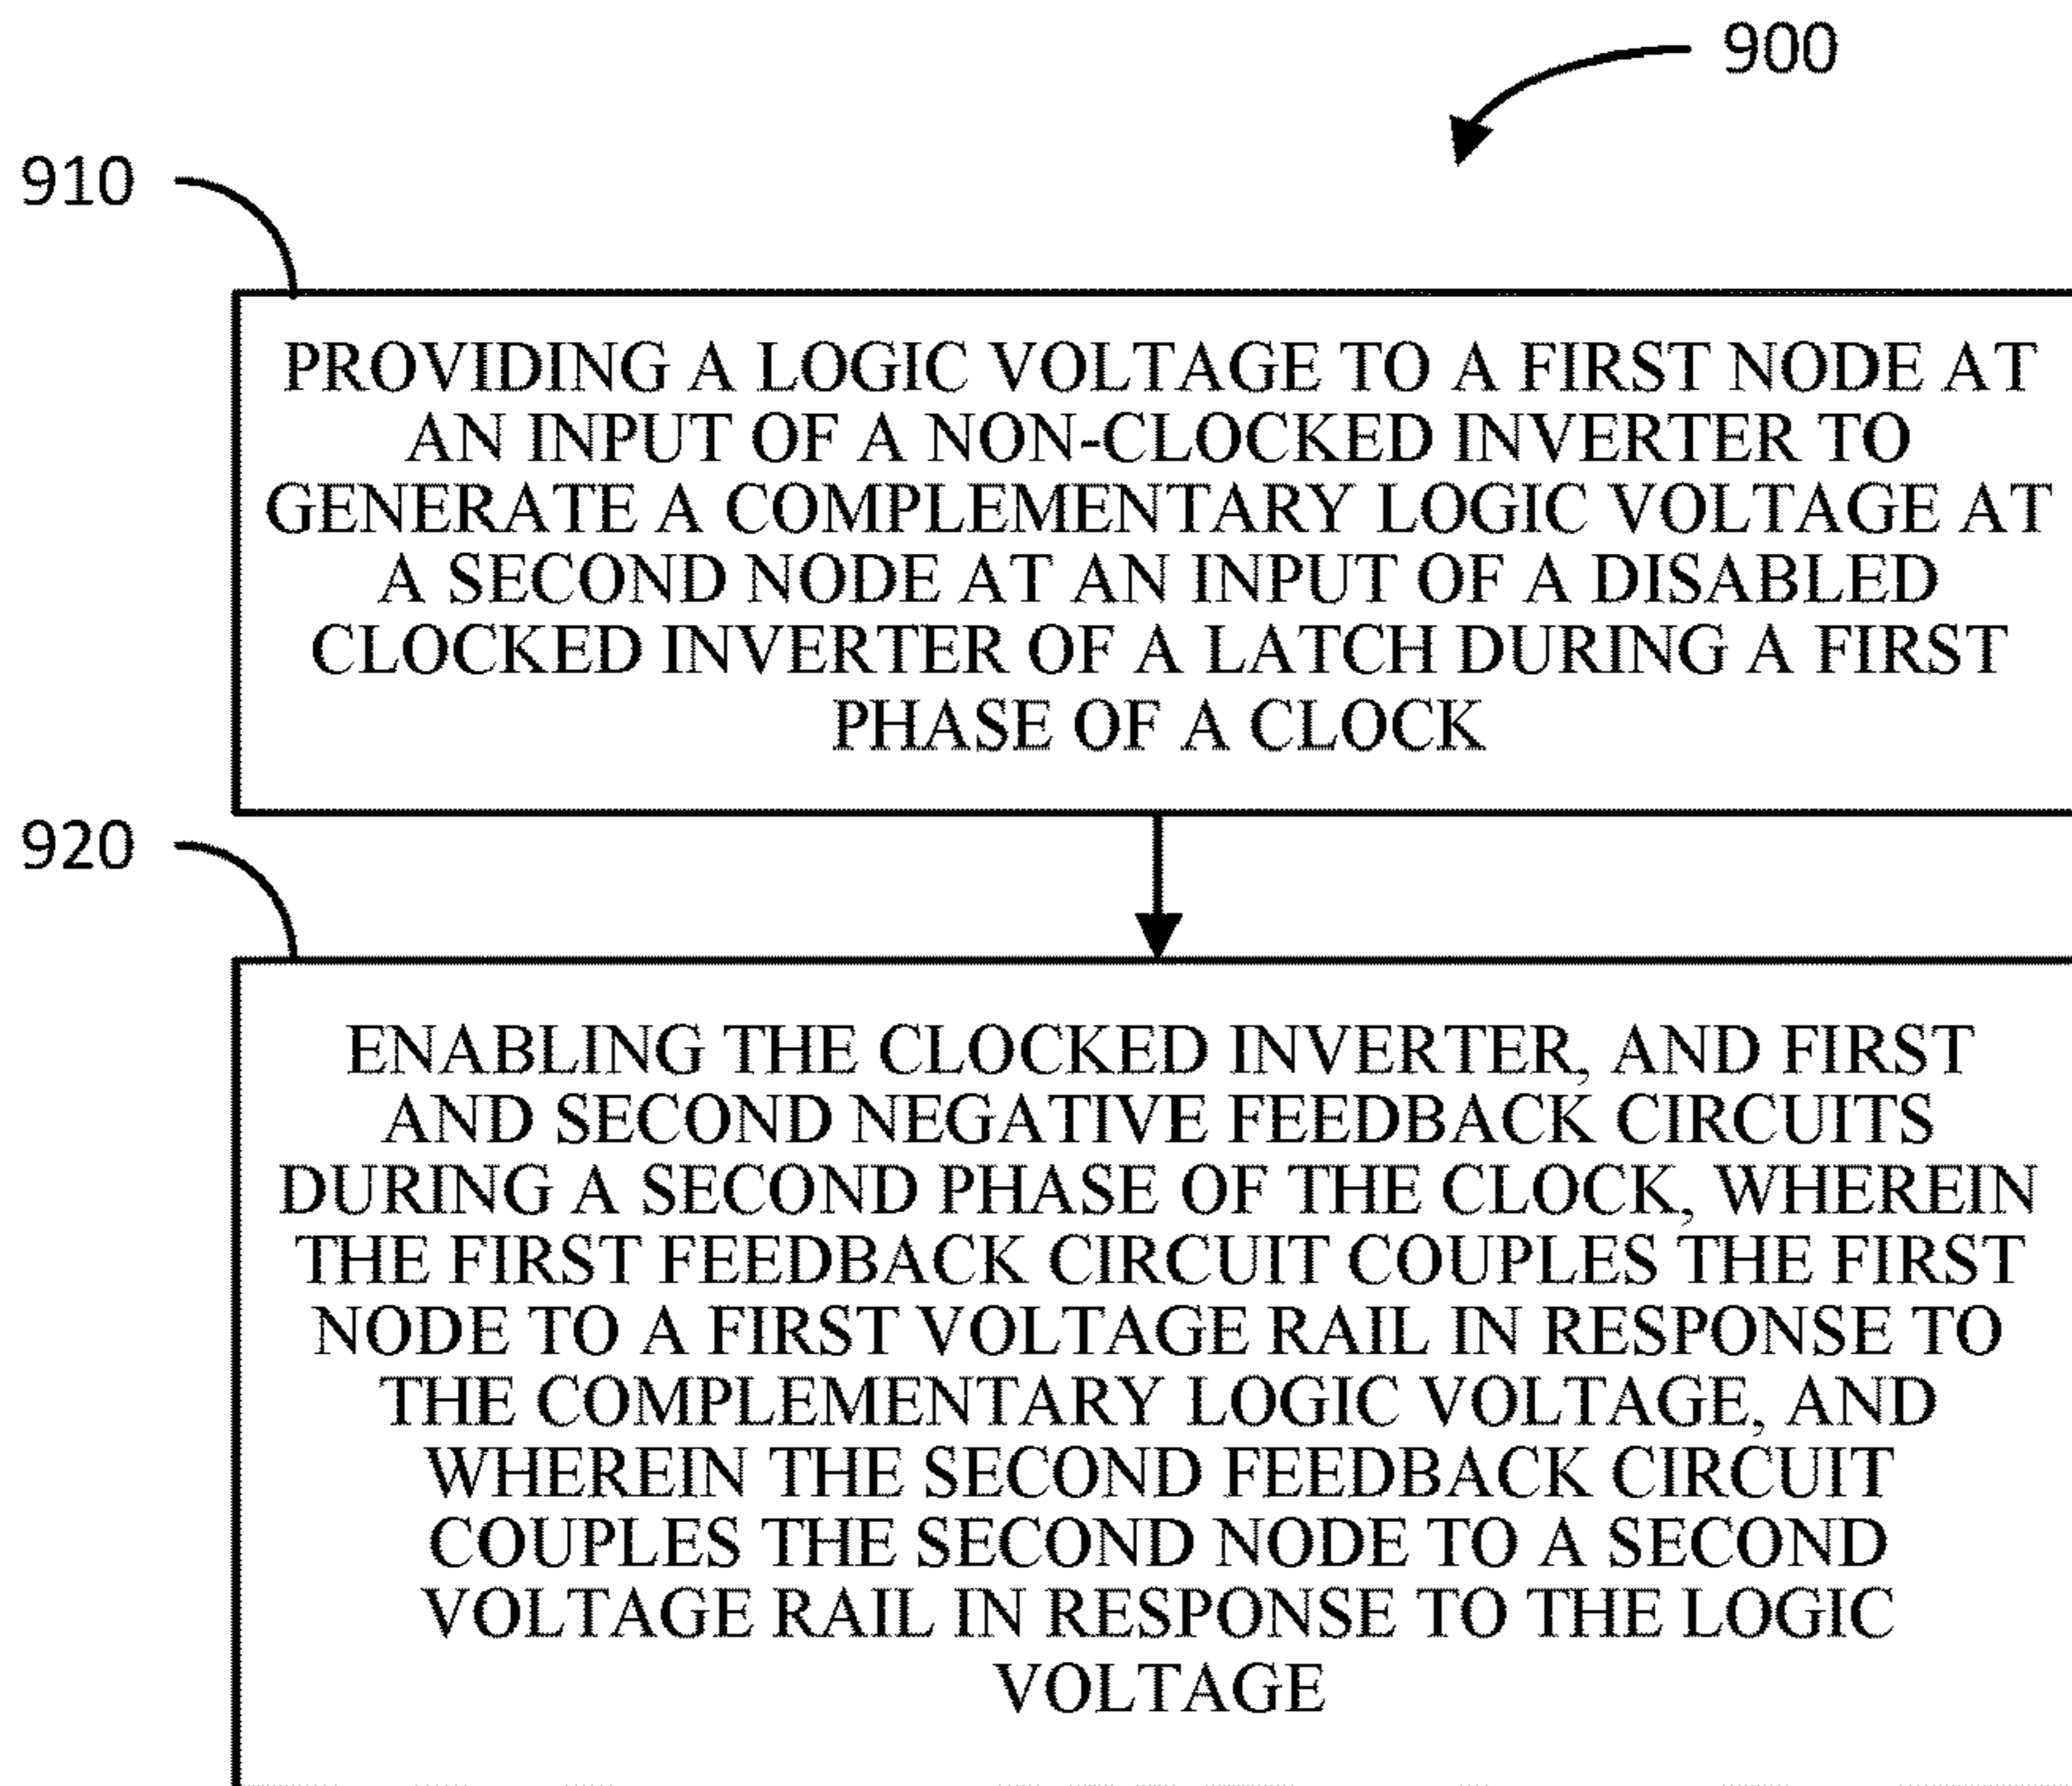 900
910
PROVIDING A LOGIC VOLTAGE TO A FIRST NODE AT
AN INPUT OF A NON-CLOCKED INVERTER TO
GENERATE A COMPLEMENTARY LOGIC VOLTAGE AT
A SECOND NODE AT AN INPUT OF A DISABLED
CLOCKED INVERTER OF A LATCH DURING A FIRST
PHASE OF A CLOCK
920
ENABLING THE CLOCKED INVERTER, AND FIRST
AND SECOND NEGATIVE FEEDBACK CIRCUITS
DURING A SECOND PHASE OF THE CLOCK, WHEREIN
THE FIRST FEEDBACK CIRCUIT COUPLES THE FIRST
NODE TO A FIRST VOLTAGE RAIL IN RESPONSE TO
THE COMPLEMENTARY LOGIC VOLTAGE, AND
WHEREIN THE SECOND FEEDBACK CIRCUIT
COUPLES THE SECOND NODE TO A SECOND
VOLTAGE RAIL IN RESPONSE TO THE LOGIC
VOLTAGE